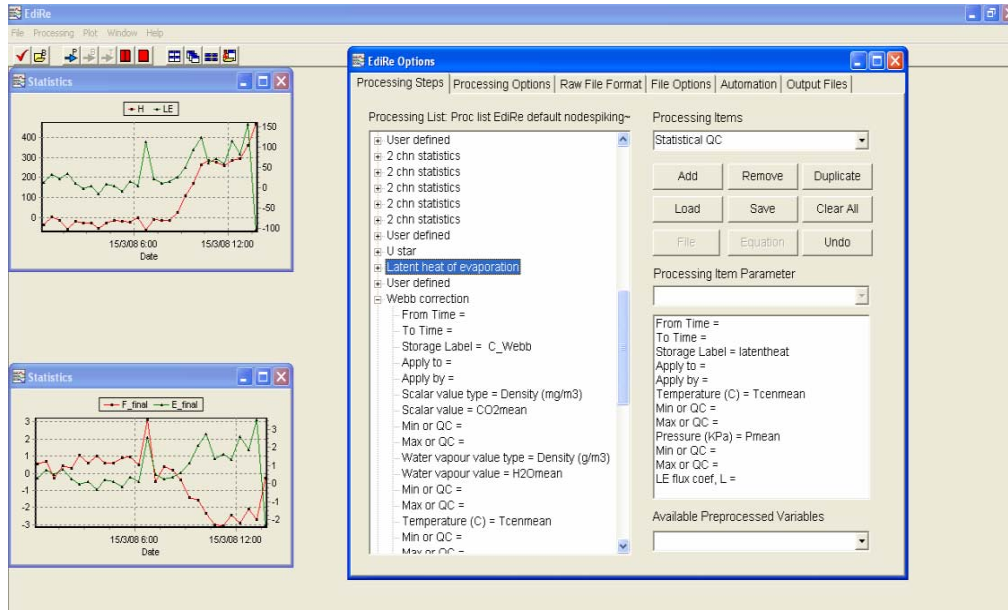 EdiRe
File Processing Plot Window Help
Statistics
H LE
400
300
200
100
0
150
100
50
0
-50
-100
15/3/08 6:00 15/3/08 12:00
Date
Statistics
F_final E_final
3
2
1
0
-1
-2
-3
3
2
1
0
-1
-2
15/3/08 6:00 15/3/08 12:00
Date
EdiRe Options
Processing Steps Processing Options Raw File Format File Options Automation Output Files
Processing List: Proc list EdiRe default nodespiking~
User defined
2 chn statistics
2 chn statistics
2 chn statistics
2 chn statistics
2 chn statistics
User defined
U star
Latent heat of evaporation
User defined
Webb correction
From Time =
To Time =
Storage Label = C_Webb
Apply to =
Apply by =
Scalar value type = Density (mg/m3)
Scalar value = CO2mean
Min or QC =
Max or QC =
Water vapour value type = Density (g/m3)
Water vapour value = H2Omean
Min or QC =
Max or QC =
Temperature (C) = Tcenmean
Min or QC =
Max or QC =
Processing Items
Statistical QC
Add Remove Duplicate
Load Save Clear All
File Equation Undo
Processing Item Parameter
From Time =
To Time =
Storage Label = latentheat
Apply to =
Apply by =
Temperature (C) = Tcenmean
Min or QC =
Max or QC =
Pressure (KPa) = Pmean
Min or QC =
Max or QC =
LE flux coef, L =
Available Preprocessed Variables